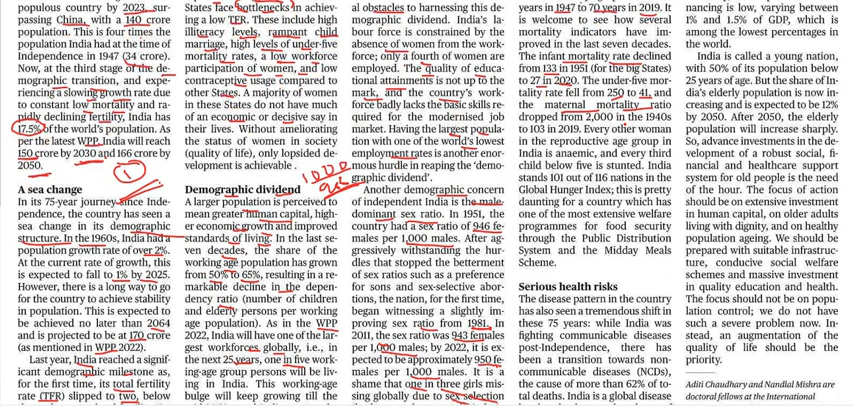 populous country by 2023, sur-
passing China, with a 140 crore
population. This is four times the
population India had at the time of
Independence in 1947 (34 crore).
Now, at the third stage of the de-
mographic transition, and expe-
riencing a slowing growth rate due
to constant low mortality and ra-
pidly declining fertility, India has
17.5% of the world's population. As
per the latest WPP, India will reach
150 crore by 2030 and 166 crore by
2050.
1
A sea change
In its 75-year journey since Inde-
pendence, the country has seen a
sea change in its demographic
structure. In the 1960s, India had a
population growth rate of over 2%.
At the current rate of growth, this
is expected to fall to 1% by 2025.
However, there is a long way to go
for the country to achieve stability
in population. This is expected to
be achieved no later than 2064
and is projected to be at 170 crore
(as mentioned in WPP 2022).
Last year, India reached a signif-
icant demographic milestone as,
for the first time, its total fertility
rate (TFR) slipped to two, below
States face bottlenecks in achiev-
ing a low TFR. These include high
illiteracy levels, rampant child
marriage, high levels of under-five
mortality rates, a low workforce
participation of women, and low
contraceptive usage compared to
other States. A majority of women
in these States do not have much
of an economic or decisive say in
their lives. Without ameliorating
the status of women in society
(quality of life), only lopsided de-
velopment is achievable.
1000
Demographic dividend
A larger population is perceived to
mean greater human capital, high-
er economic growth and improved
standards of living. In the last se-
ven decades, the share of the
working age population has grown
from 50% to 65%, resulting in a re-
markable decline in the depen-
dency ratio (number of children
and elderly persons per working
age population). As in the WPP
2022, India will have one of the larg-
est workforces globally, i.e., in
the next 25 years, one in five work-
ing-age group persons will be liv-
ing in India. This working-age
bulge will keep growing till the
al obstacles to harnessing this de-
mographic dividend. India's la-
bour force is constrained by the
absence of women from the work-
force; only a fourth of women are
employed. The quality of educa-
tional attainments is not up to the
mark, and the country's work-
force badly lacks the basic skills re-
quired for the modernised job
market. Having the largest popula-
tion with one of the world's lowest
employment rates is another enor-
mous hurdle in reaping the 'demo-
graphic dividend'.
Another demographic concern
of independent India is the male-
dominant sex ratio. In 1951, the
country had a sex ratio of 946 fe-
males per 1,000 males. After ag-
gressively withstanding the hur-
dles that stopped the betterment
of sex ratios such as a preference
for sons and sex-selective abor-
tions, the nation, for the first time,
began witnessing a slightly im-
proving sex ratio from 1981. In
2011, the sex ratio was 943 females
per 1,000 males; by 2022, it is ex-
pected to be approximately 950 fe-
males per 1,000 males. It is a
shame that one in three girls mis-
sing globally due to sex selection
years in 1947 to 70 years in 2019. It
is welcome to see how several
mortality indicators have im-
proved in the last seven decades.
The infant mortality rate declined
from 133 in 1951 (for the big States)
to 27 in 2020. The under-five mor-
tality rate fell from 250 to 41, and
the maternal mortality ratio
dropped from 2,000 in the 1940s
to 103 in 2019. Every other woman
in the reproductive age group in
India is anaemic, and every third
child below five is stunted. India
stands 101 out of 116 nations in the
Global Hunger Index; this is pretty
daunting for a country which has
one of the most extensive welfare
programmes for food security
through the Public Distribution
System and the Midday Meals
Scheme.
Serious health risks
The disease pattern in the country
has also seen a tremendous shift in
these 75 years: while India was
fighting communicable diseases
post-Independence, there has
been a transition towards non-
communicable diseases (NCDs),
the cause of more than 62% of to-
tal deaths. India is a global disease
nancing is low, varying between
1% and 1.5% of GDP, which is
among the lowest percentages in
the world.
India is called a young nation,
with 50% of its population below
25 years of age. But the share of In-
dia's elderly population is now in-
creasing and is expected to be 12%
by 2050. After 2050, the elderly
population will increase sharply.
So, advance investments in the de-
velopment of a robust social, fi-
nancial and healthcare support
system for old people is the need
of the hour. The focus of action
should be on extensive investment
in human capital, on older adults
living with dignity, and on healthy
population ageing. We should be
prepared with suitable infrastruc-
ture, conducive social welfare
schemes and massive investment
in quality education and health.
The focus should not be on popu-
lation control; we do not have
such a severe problem now. In-
stead, an augmentation of the
quality of life should be the
priority.
Aditi Chaudhary and Nandlal Mishra are
doctoral fellows at the International